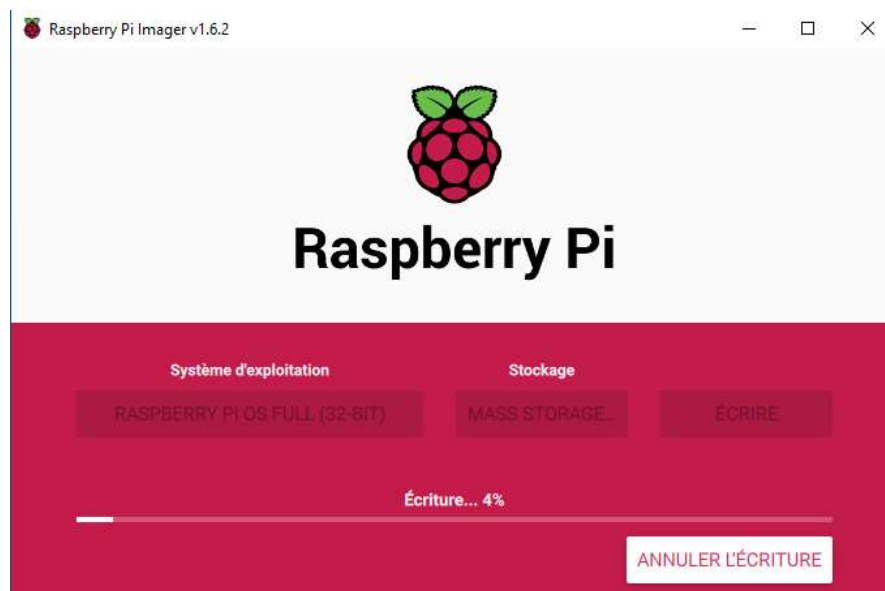 Raspberry Pi Imager v1.6.2
Raspberry Pi
Système d'exploitation Stockage
RASPBERRY PI OS FULL (32-BIT) MASS STORAGE... ÉCRIRE
Écriture... 4%
ANNULER L'ÉCRITURE